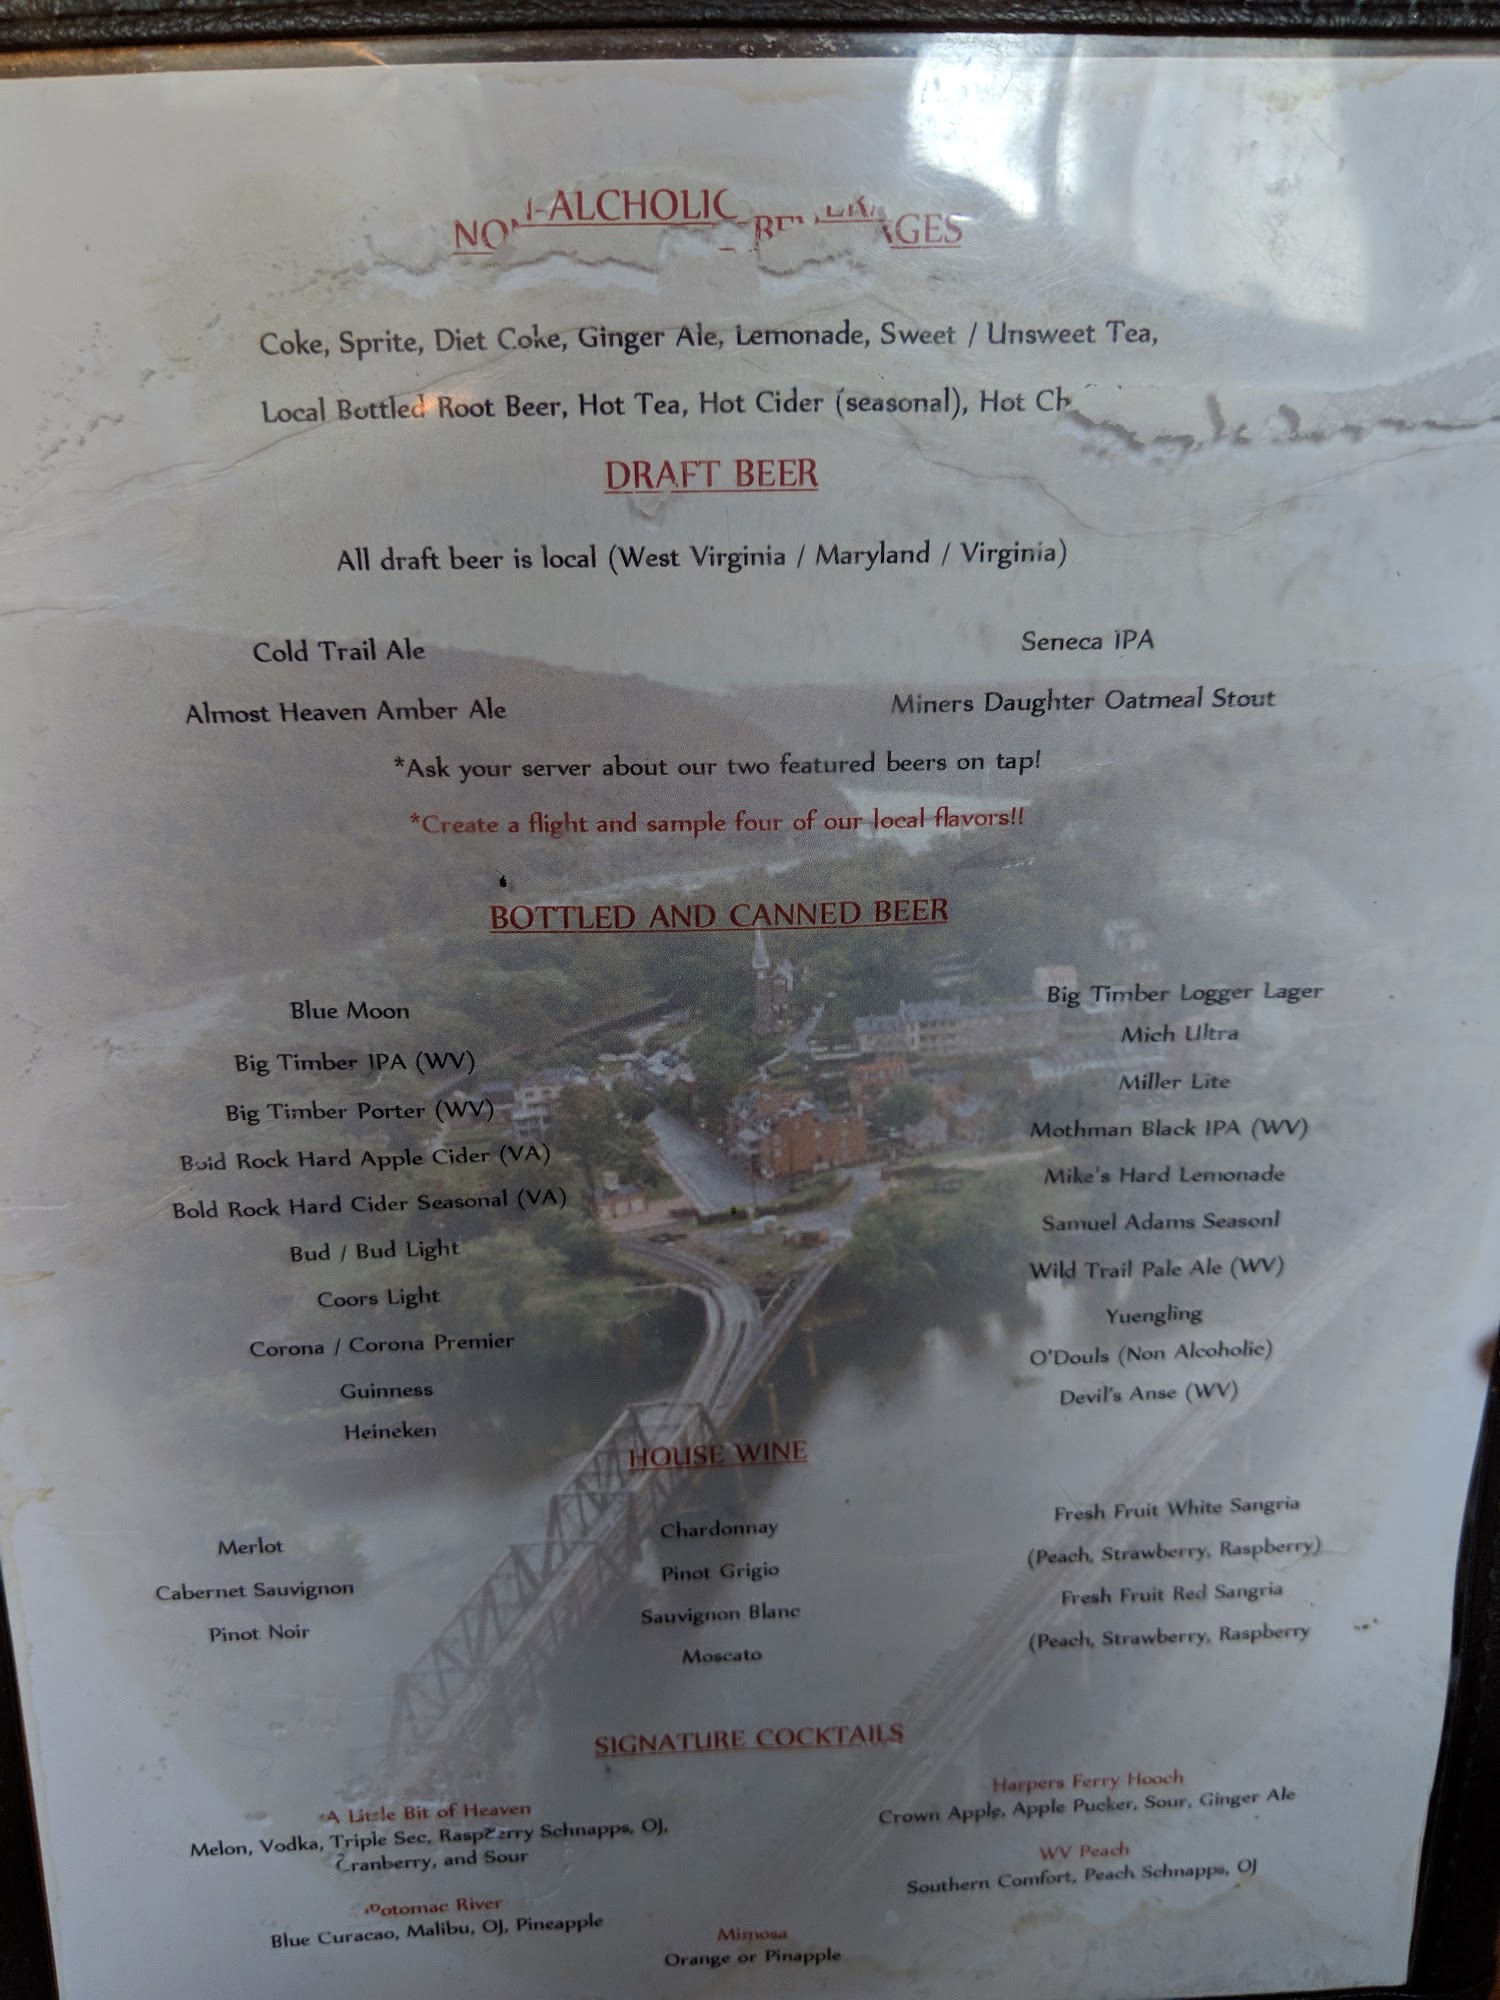 NON-ALCHOLIC BEVERAGES
Coke, Sprite, Diet Coke, Ginger Ale, Lemonade, Sweet / Unsweet Tea,
Local Bottled Root Beer, Hot Tea, Hot Cider (seasonal), Hot
DRAFT BEER
All draft beer is local (West Virginia / Maryland / Virginia)
Cold Trail Ale
Seneca IPA
Almost Heaven Amber Ale
Miners Daughter Oatmeal Stout
*Ask your server about our two featured beers on tap!
*Create a flight and sample four of our local flavors!!
BOTTLED AND CANNED BEER
Blue Moon
Big Timber IPA (WV)
Big Timber Porter (WV)
Bold Rock Hard Apple Cider (VA)
Bold Rock Hard Cider Seasonal (VA)
Bud / Bud Light
Coors Light
Corona / Corona Premier
Guinness
Heineken
Big Timber Logger Lager
Mich Ultra
Miller Lite
Mothman Black IPA (WV)
Mike's Hard Lemonade
Samuel Adams Seasonl
Wild Trail Pale Ale (WV)
Yuengling
O'Douls (Non Alcoholic)
Devil's Anse (WV)
HOUSE WINE
Merlot
Cabernet Sauvignon
Pinot Noir
Chardonnay
Pinot Grigio
Sauvignon Blanc
Moscato
Fresh Fruit White Sangria
(Peach, Strawberry, Raspberry)
Fresh Fruit Red Sangria
(Peach, Strawberry, Raspberry
SIGNATURE COCKTAILS
A Little Bit of Heaven
Melon, Vodka, Triple Sec, Raspberry Schnapps, OJ,
Cranberry, and Sour
Potomac River
Blue Curacao, Malibu, OJ, Pineapple
Harpers Ferry Hooch
Crown Apple, Apple Pucker, Sour, Ginger Ale
WV Peach
Southern Comfort, Peach Schnapps, OJ
Mimosa
Orange or Pinapple